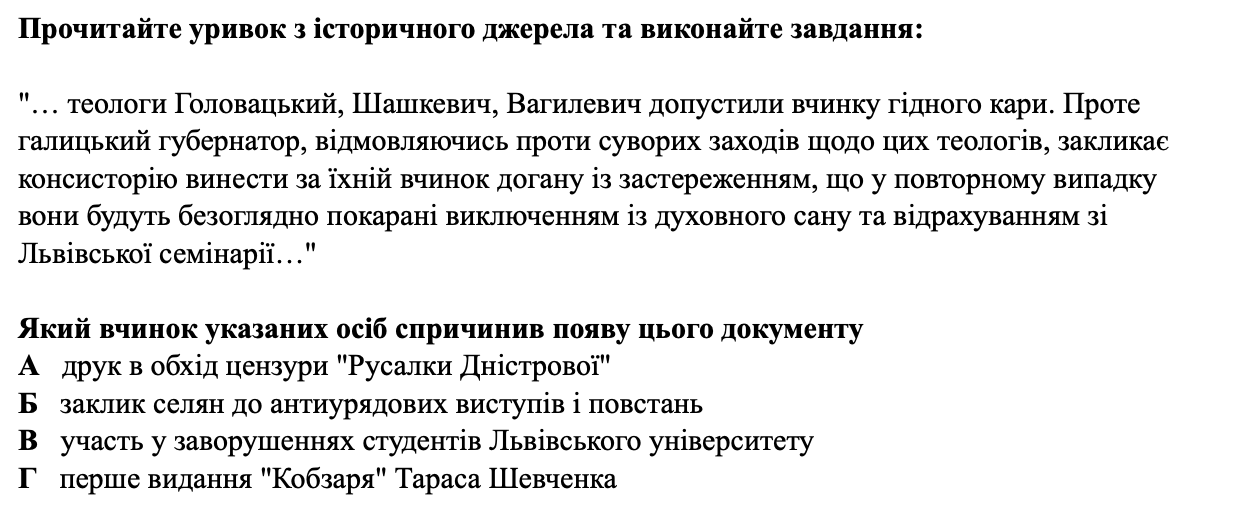 Прочитайте уривок з історичного джерела та виконайте завдання:
"… теологи Головацький, Шашкевич, Вагилевич допустили вчинку гідного кари. Проте
галицький губернатор, відмовляючись проти суворих заходів щодо цих теологів, закликає
консисторію винести за їхній вчинок догану із застереженням, що у повторному випадку
вони будуть безоглядно покарані виключенням із духовного сану та відрахуванням зі
Львівської семінарії…"
Який вчинок указаних осіб спричинив появу цього документу
А друк в обхід цензури "Русалки Дністрової"
Б заклик селян до антиурядових виступів і повстань
В участь у заворушеннях студентів Львівського університету
Г перше видання "Кобзаря" Тараса Шевченка